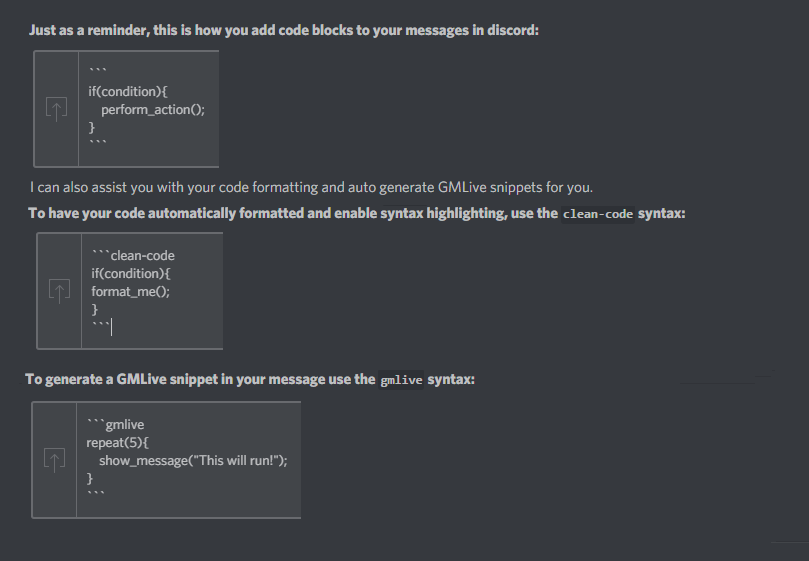 Just as a reminder, this is how you add code blocks to your messages in discord:
```
if(condition){
    perform_action();
}
```
I can also assist you with your code formatting and auto generate GMLive snippets for you.
To have your code automatically formatted and enable syntax highlighting, use the clean-code syntax:
```clean-code
if(condition){
format_me();
}
```
To generate a GMLive snippet in your message use the gmlive syntax:
```gmlive
repeat(5){
    show_message("This will run!");
}
```